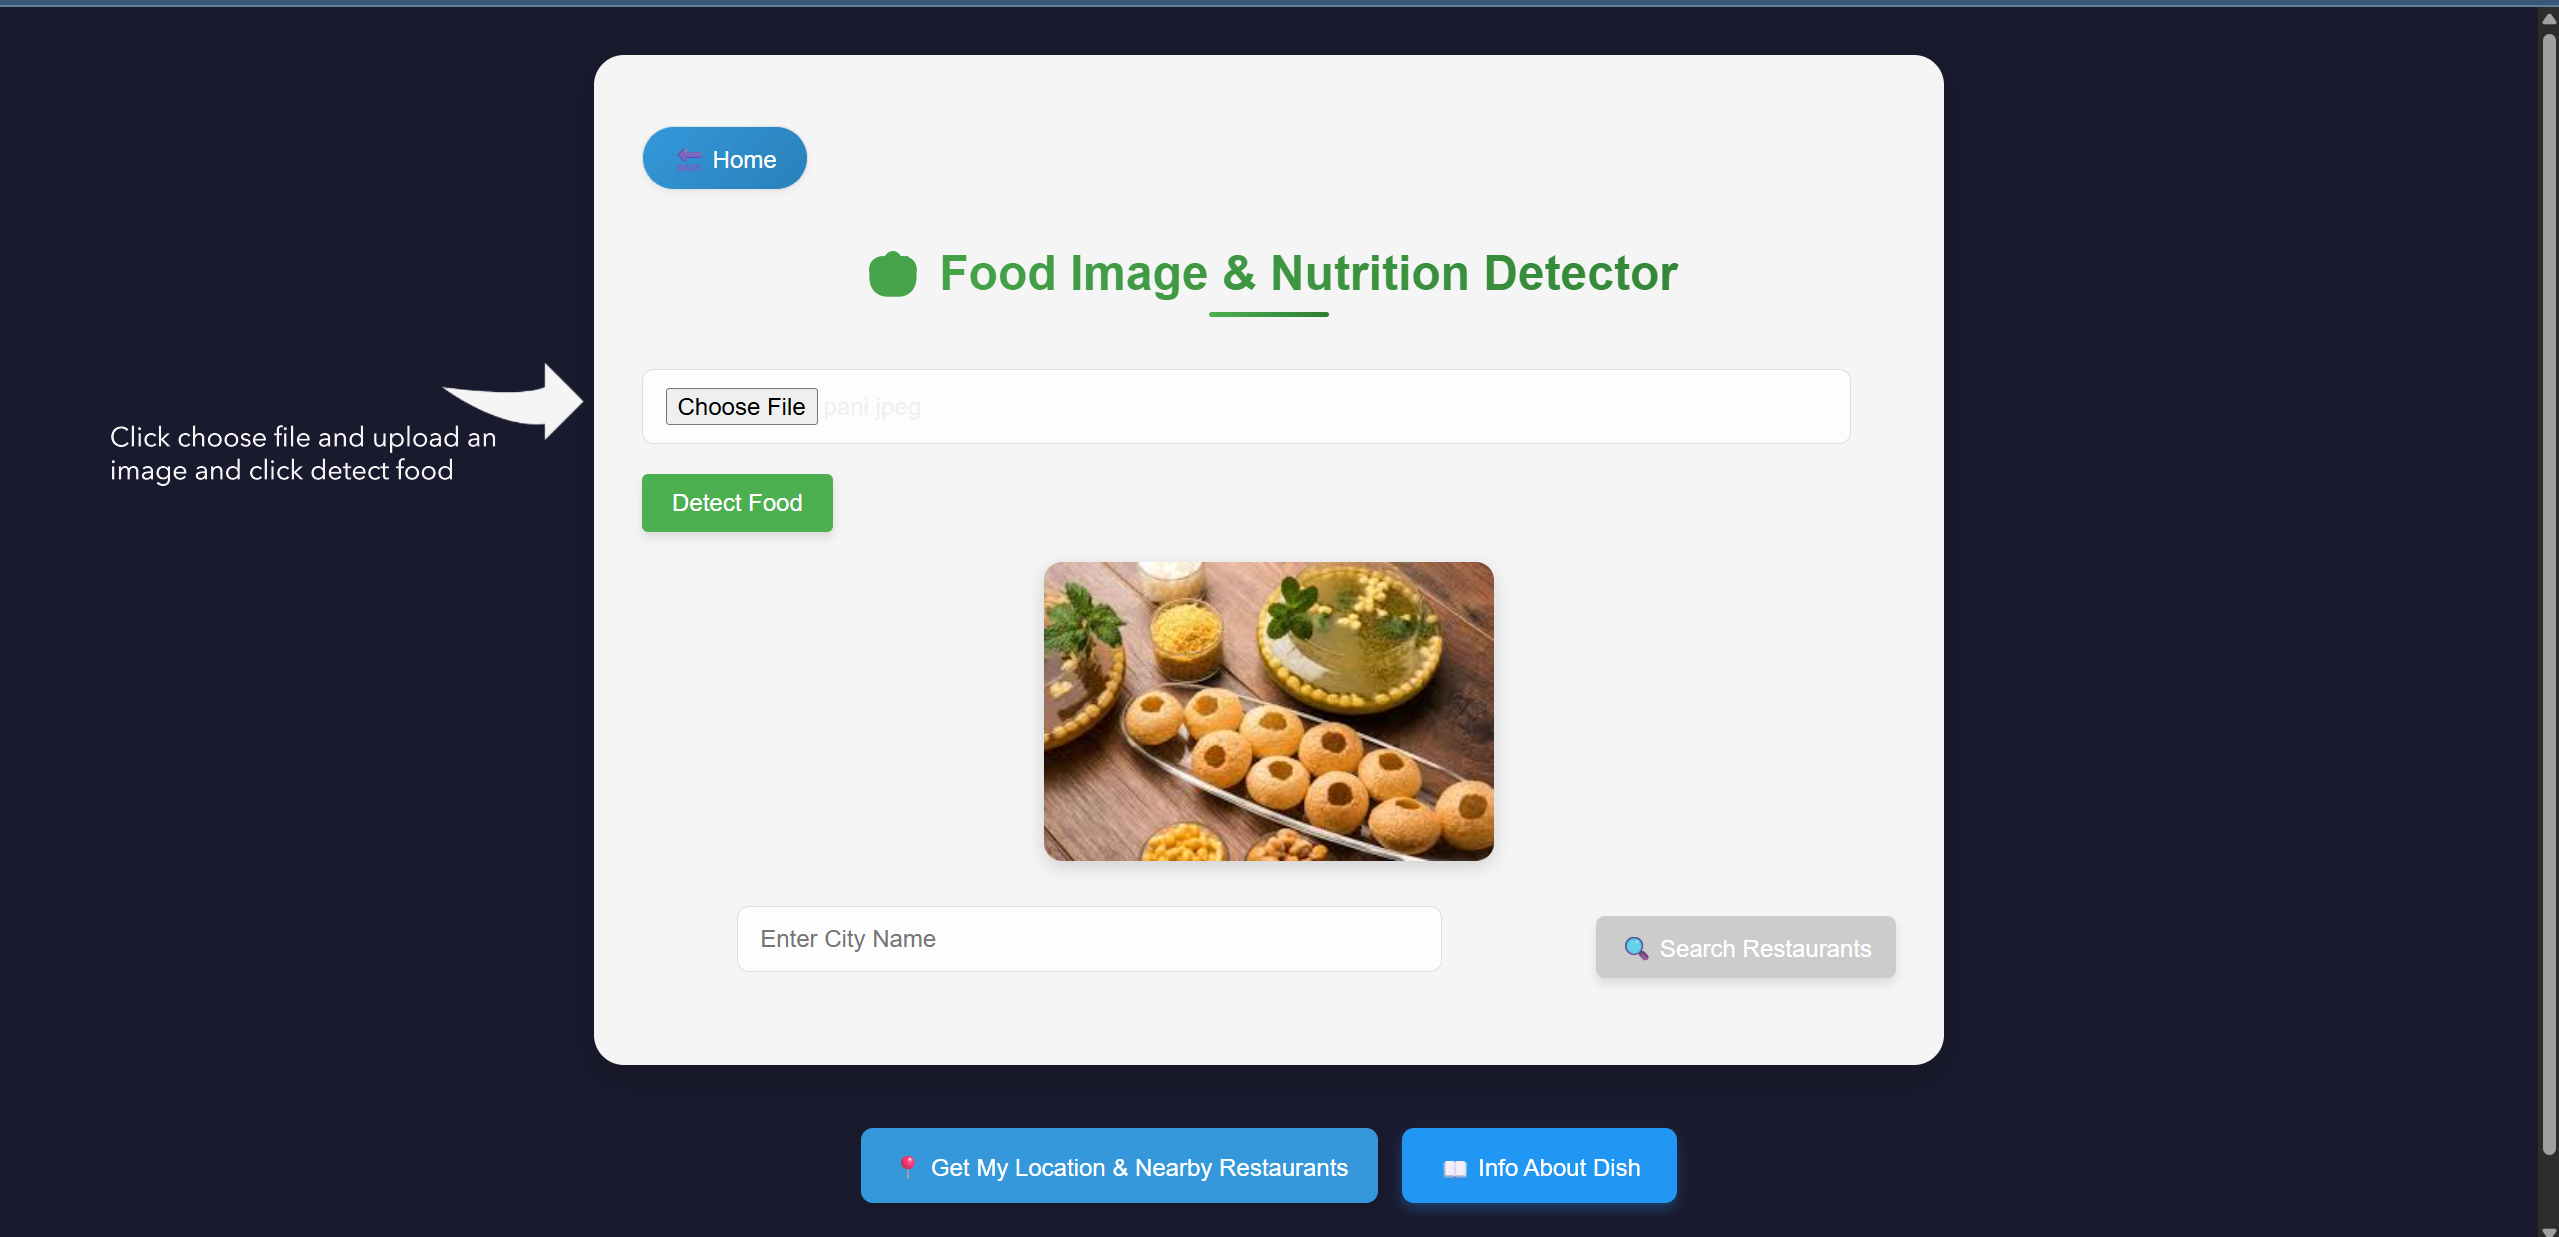 Home
Food Image & Nutrition Detector
Choose File pani.jpeg
Click choose file and upload an
image and click detect food
Detect Food
Enter City Name
Search Restaurants
Get My Location & Nearby Restaurants
Info About Dish